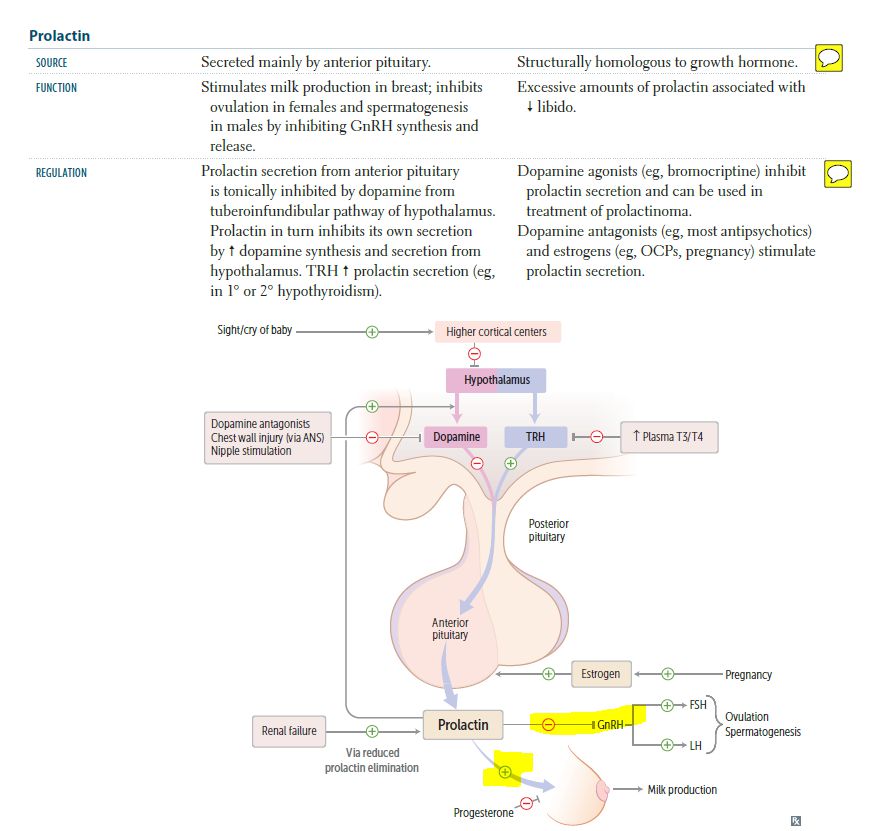 Prolactin
SOURCE
Secreted mainly by anterior pituitary.
Structurally homologous to growth hormone.
FUNCTION
Stimulates milk production in breast; inhibits
ovulation in females and spermatogenesis
in males by inhibiting GnRH synthesis and
release.
Excessive amounts of prolactin associated with
↓ libido.
REGULATION
Prolactin secretion from anterior pituitary
is tonically inhibited by dopamine from
tuberoinfundibular pathway of hypothalamus.
Prolactin in turn inhibits its own secretion
by ↑ dopamine synthesis and secretion from
hypothalamus. TRH ↑ prolactin secretion (eg,
in 1° or 2° hypothyroidism).
Dopamine agonists (eg, bromocriptine) inhibit
prolactin secretion and can be used in
treatment of prolactinoma.
Dopamine antagonists (eg, most antipsychotics)
and estrogens (eg, OCPs, pregnancy) stimulate
prolactin secretion.
Sight/cry of baby
Higher cortical centers
Hypothalamus
Dopamine antagonists
Chest wall injury (via ANS)
Nipple stimulation
Dopamine
TRH
↑ Plasma T3/T4
Posterior
pituitary
Anterior
pituitary
Estrogen
Pregnancy
Renal failure
Prolactin
GnRH
FSH
LH
Ovulation
Spermatogenesis
Via reduced
prolactin elimination
Progesterone
Milk production
Rx